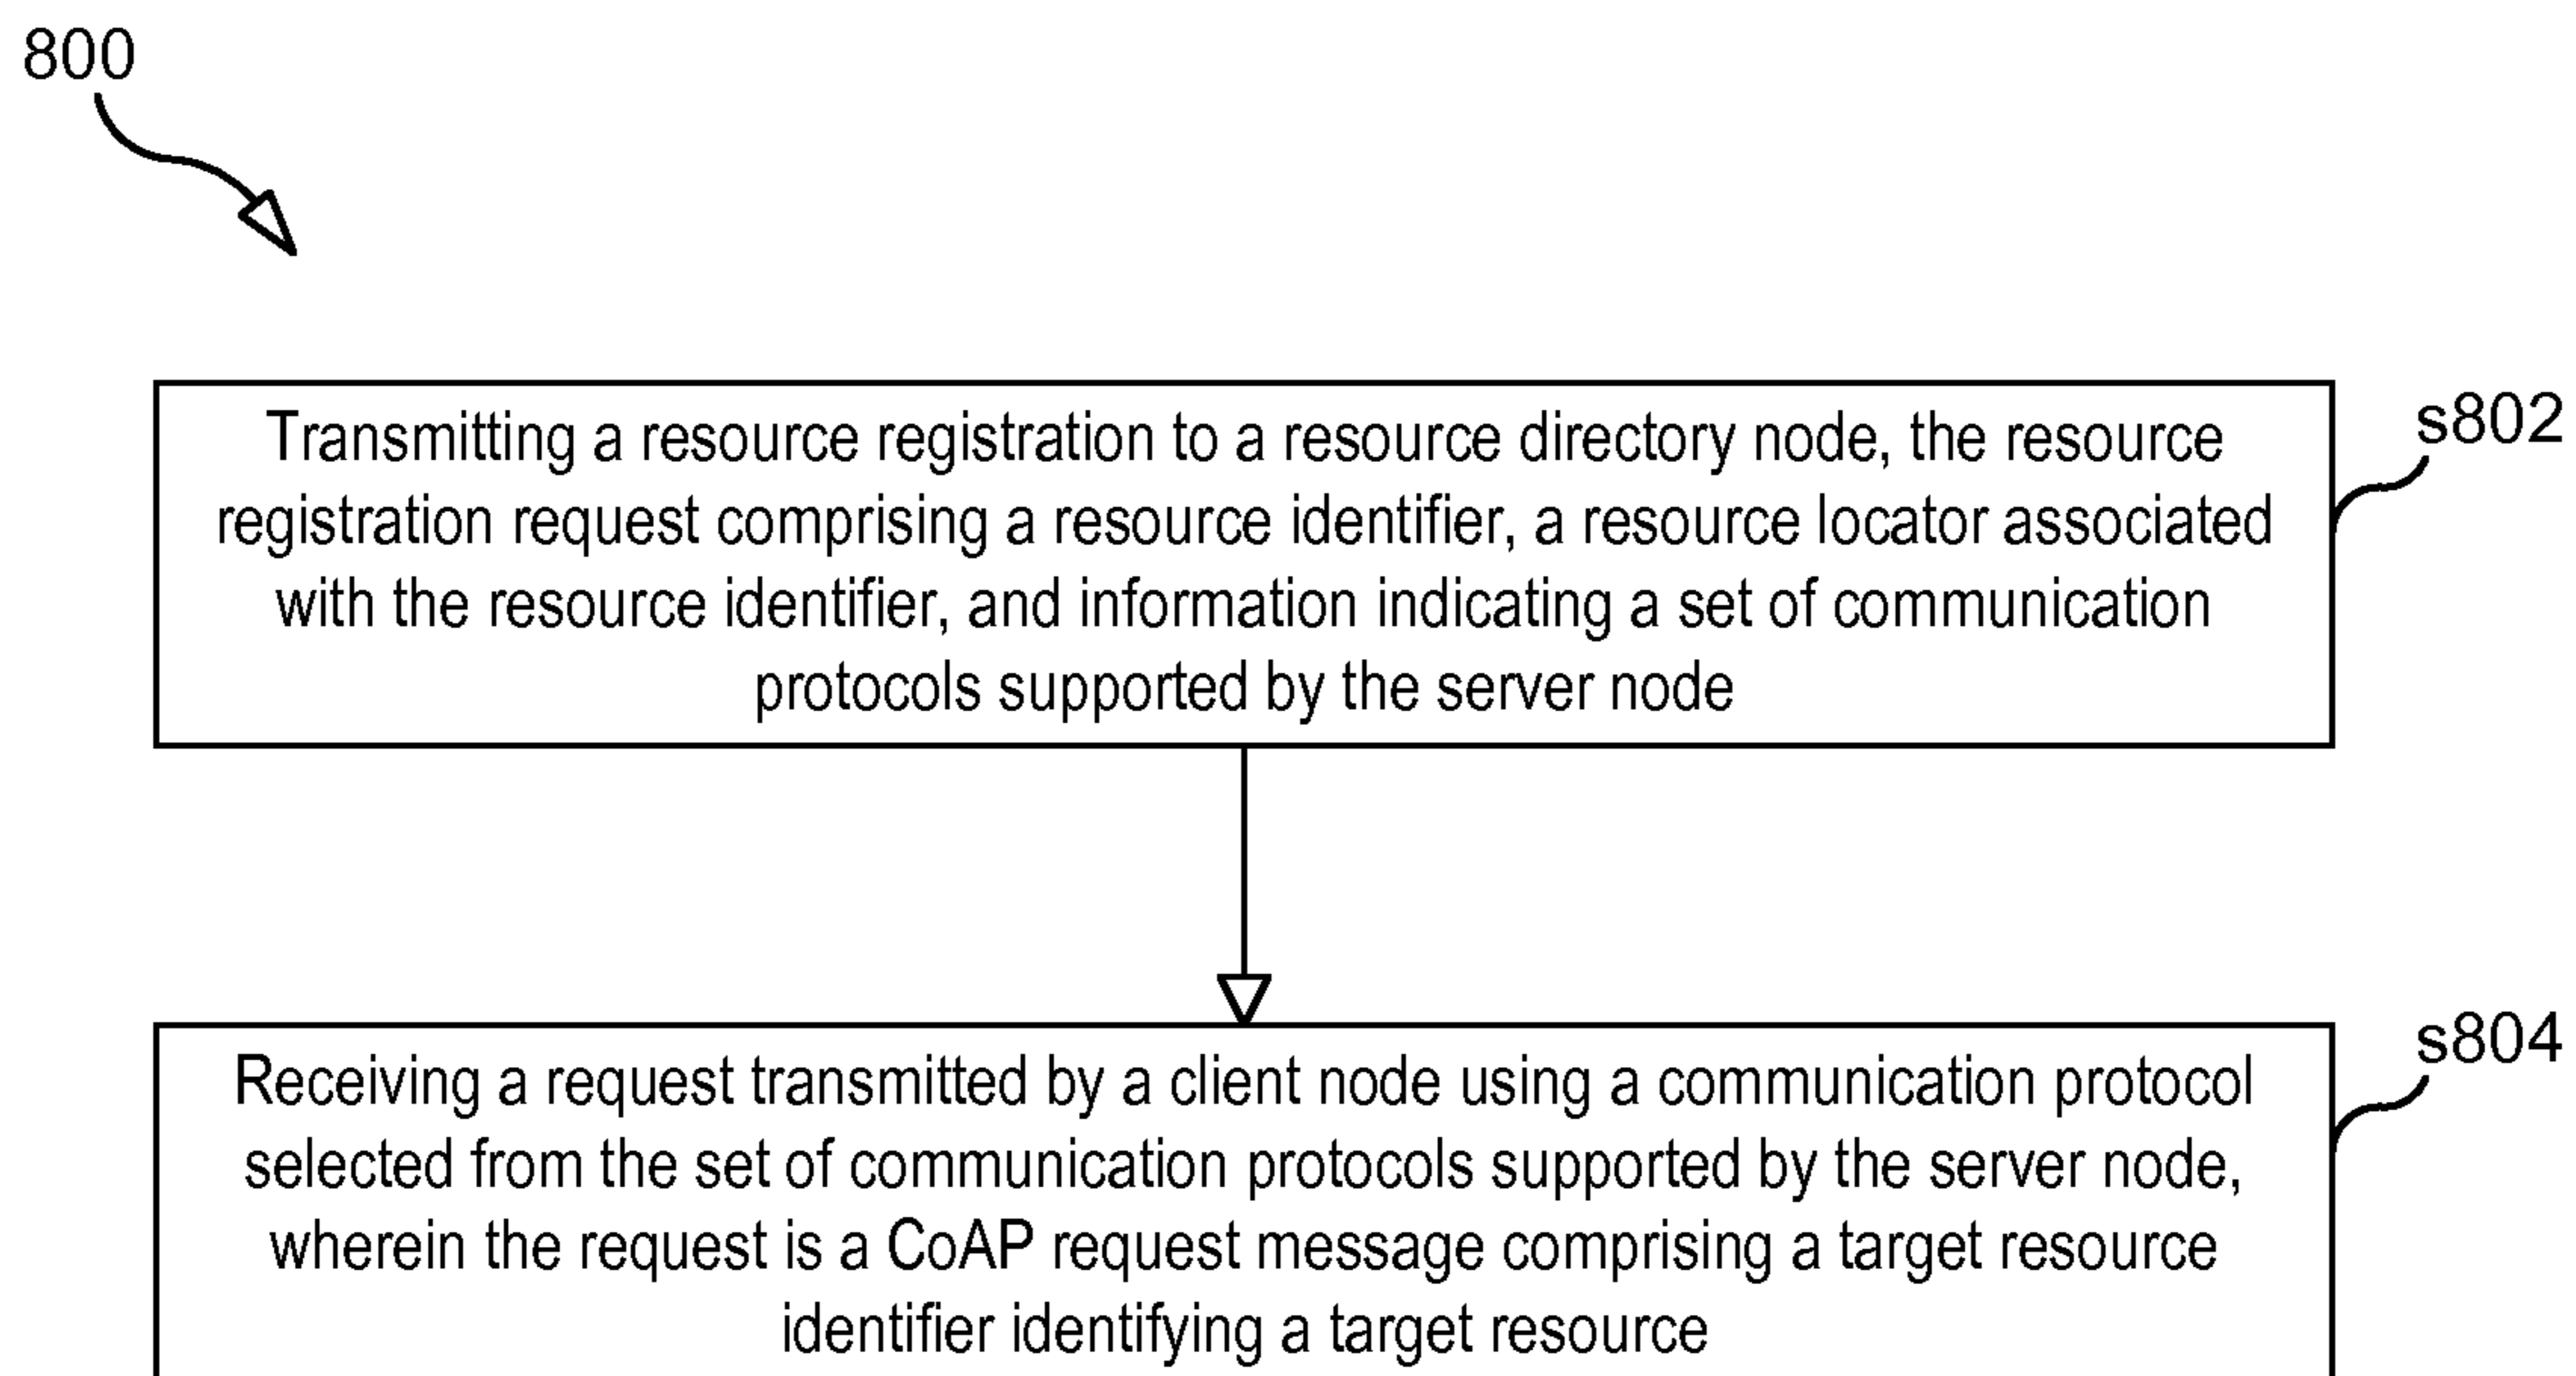 800
Transmitting a resource registration to a resource directory node, the resource
s802
registration request comprising a resource identifier, a resource locator associated
with the resource identifier, and information indicating a set of communication
protocols supported by the server node
Receiving a request transmitted by a client node using a communication protocol
s804
selected from the set of communication protocols supported by the server node,
wherein the request is a CoAP request message comprising a target resource
identifier identifying a target resource